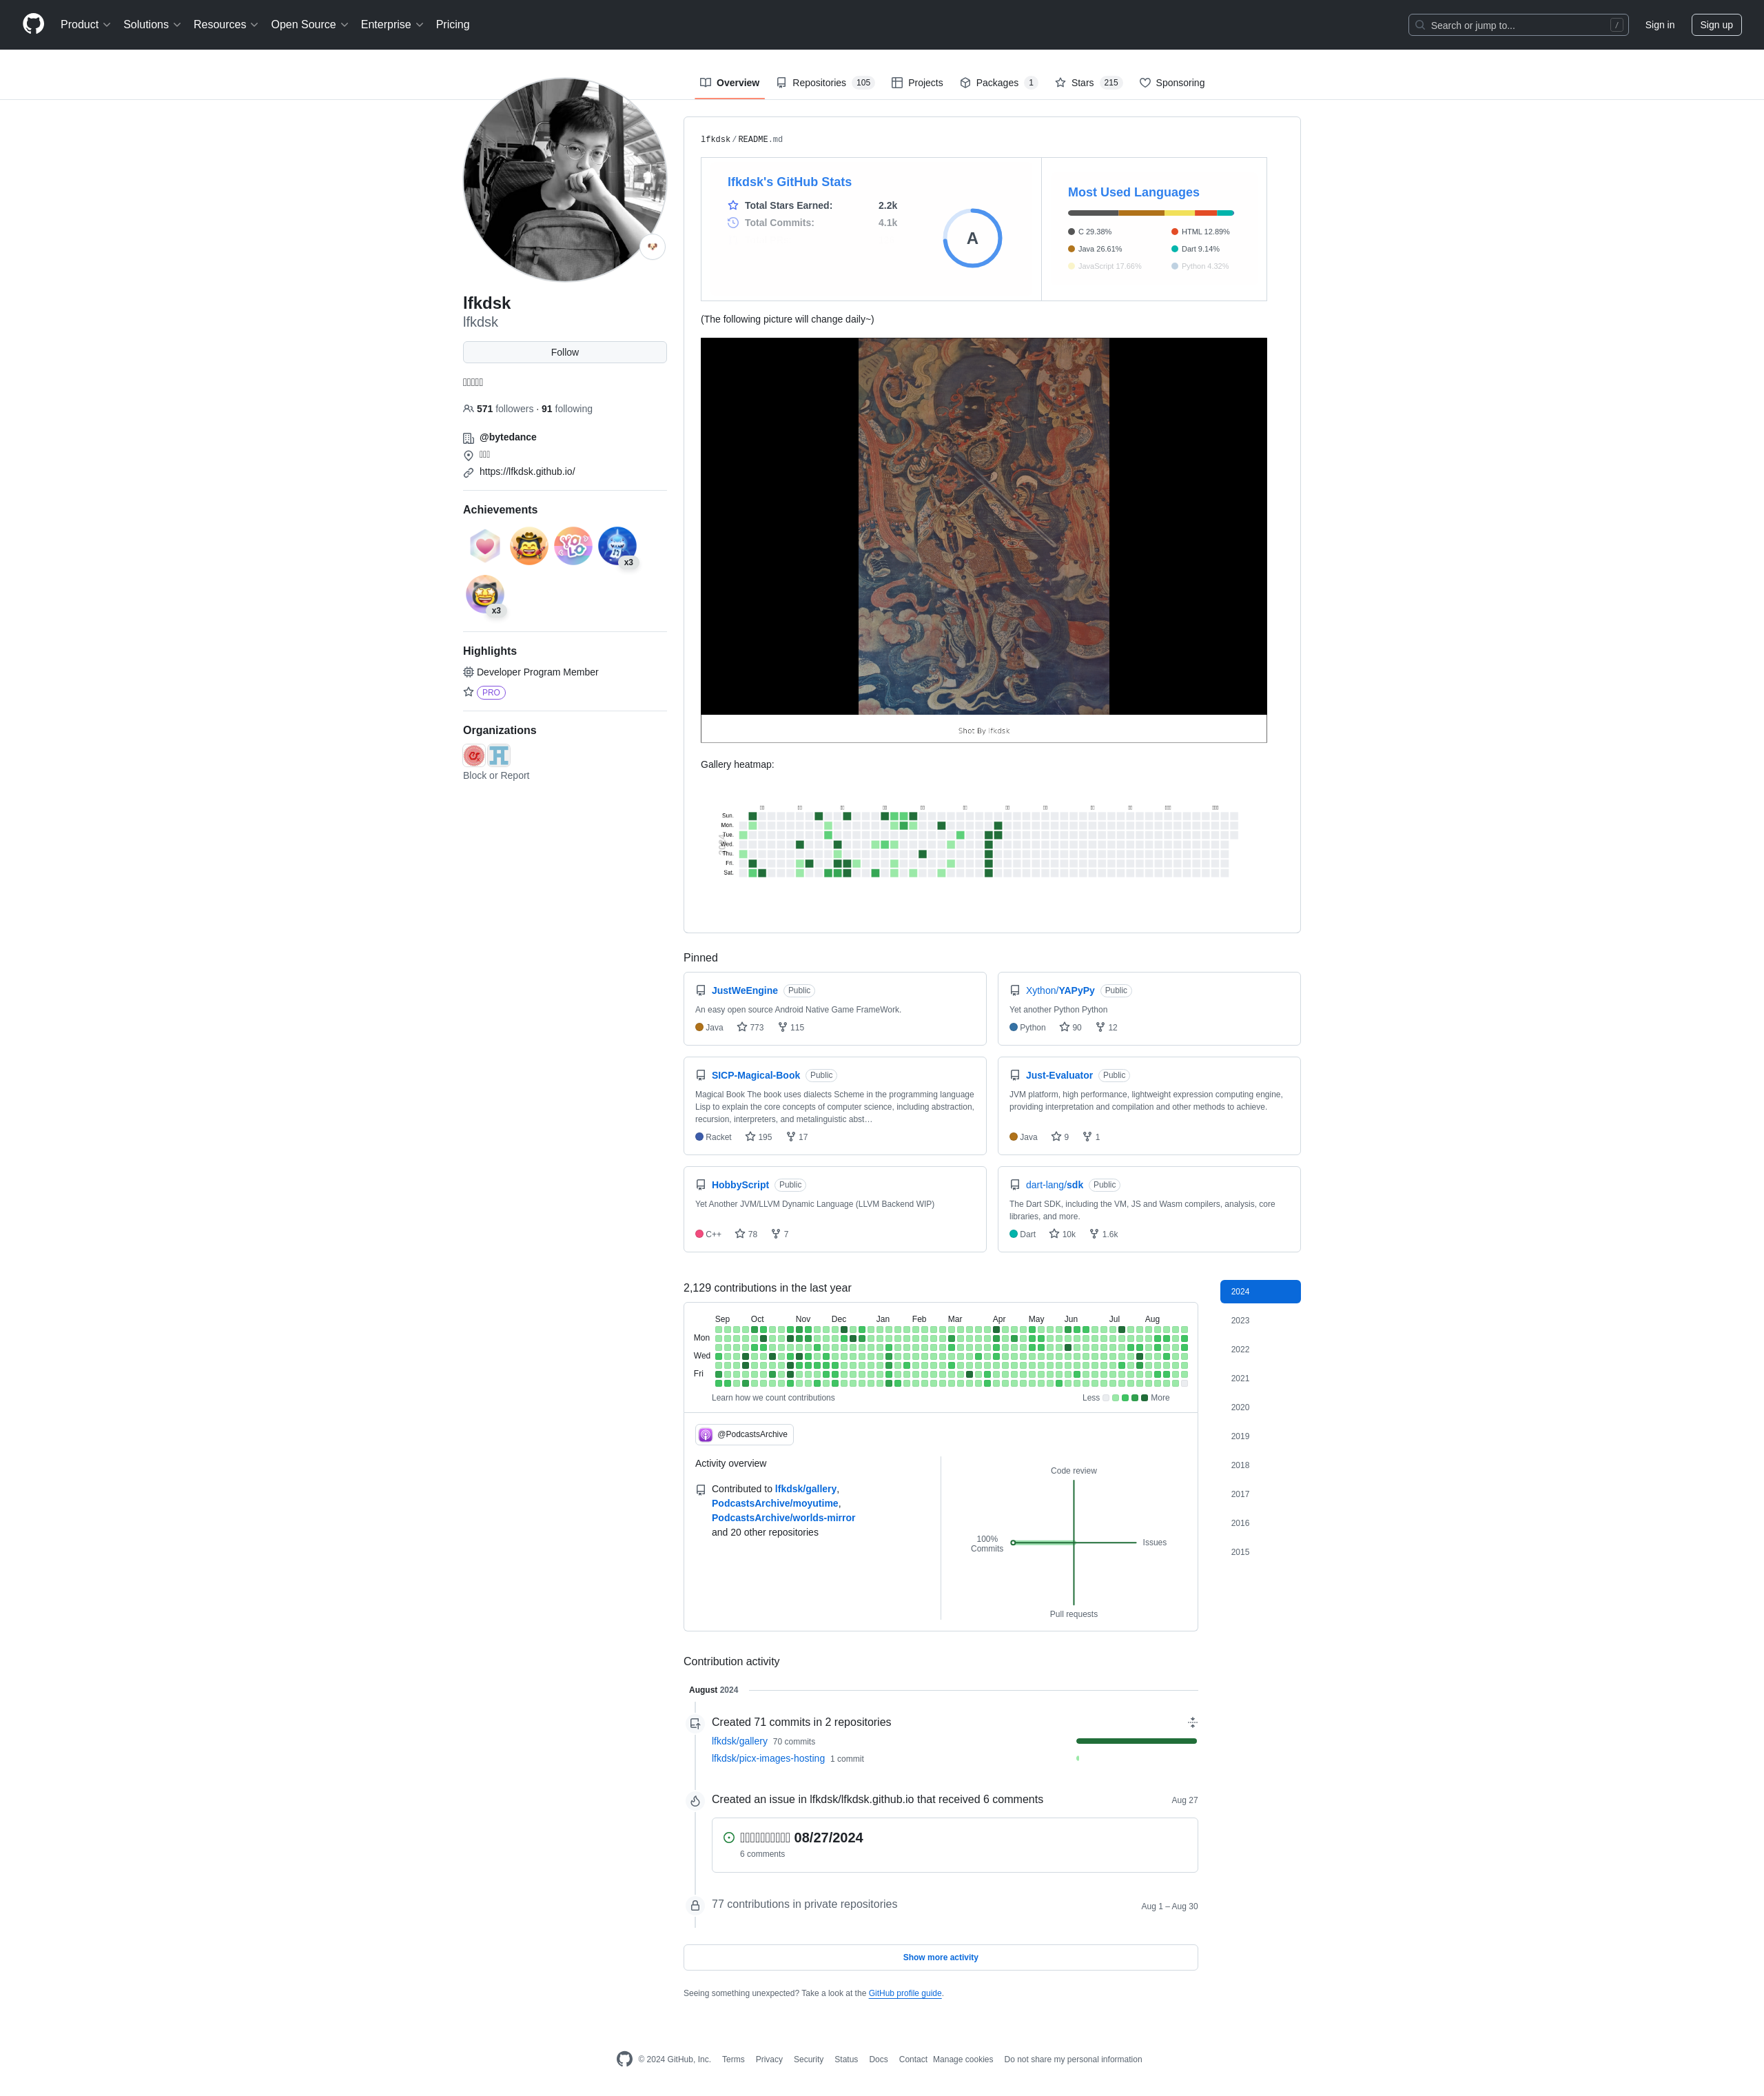 Product Solutions Resources Open Source Enterprise Pricing Search or jump to... / Sign in Sign up
Overview Repositories 105 Projects Packages 1 Stars 215 Sponsoring
lfkdsk
lfkdsk
Follow
571 followers · 91 following
@bytedance
https://lfkdsk.github.io/
Achievements
YOLO
x3
x3
Highlights
Developer Program Member
PRO
Organizations
Block or Report
lfkdsk/README.md
lfkdsk's GitHub Stats
Total Stars Earned: 2.2k
Total Commits: 4.1k
A
Most Used Languages
C 29.38% HTML 12.89%
Java 26.61% Dart 9.14%
JavaScript 17.66% Python 4.32%
(The following picture will change daily~)
Shot By lfkdsk
Gallery heatmap:
Sun.
Mon.
Tue.
Wed.
Thu.
Fri.
Sat.
Pinned
JustWeEngine Public
An easy open source Android Native Game FrameWork.
Java 773 115
Xython/YAPyPy Public
Yet another Python Python
Python 90 12
SICP-Magical-Book Public
Magical Book The book uses dialects Scheme in the programming language
Lisp to explain the core concepts of computer science, including abstraction,
recursion, interpreters, and metalinguistic abst…
Racket 195 17
Just-Evaluator Public
JVM platform, high performance, lightweight expression computing engine,
providing interpretation and compilation and other methods to achieve.
Java 9 1
HobbyScript Public
Yet Another JVM/LLVM Dynamic Language (LLVM Backend WIP)
C++ 78 7
dart-lang/sdk Public
The Dart SDK, including the VM, JS and Wasm compilers, analysis, core
libraries, and more.
Dart 10k 1.6k
2,129 contributions in the last year
Sep Oct Nov Dec Jan Feb Mar Apr May Jun Jul Aug
Mon
Wed
Fri
Learn how we count contributions Less More
2024
2023
2022
2021
2020
2019
2018
2017
2016
2015
@PodcastsArchive
Activity overview
Contributed to lfkdsk/gallery,
PodcastsArchive/moyutime,
PodcastsArchive/worlds-mirror
and 20 other repositories
Code review
100%
Commits
Issues
Pull requests
Contribution activity
August 2024
Created 71 commits in 2 repositories
lfkdsk/gallery 70 commits
lfkdsk/picx-images-hosting 1 commit
Created an issue in lfkdsk/lfkdsk.github.io that received 6 comments Aug 27
08/27/2024
6 comments
77 contributions in private repositories Aug 1 – Aug 30
Show more activity
Seeing something unexpected? Take a look at the GitHub profile guide.
© 2024 GitHub, Inc. Terms Privacy Security Status Docs Contact Manage cookies Do not share my personal information